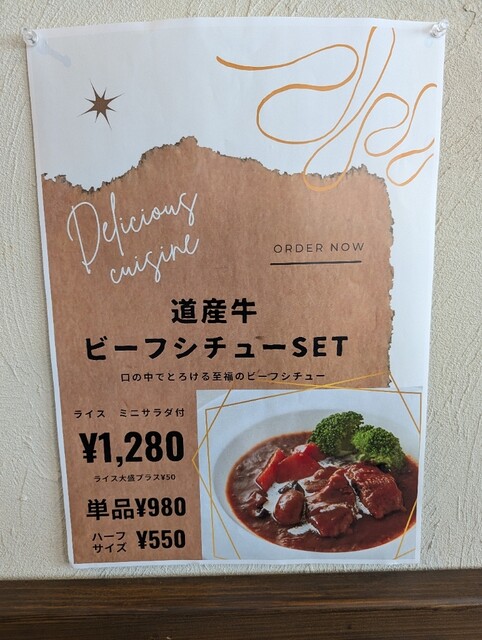 Delicious
cuisine
ORDER NOW
道産牛
ビーフシチューSET
口の中でとろける至福のビーフシチュー
ライス ミニサラダ付
¥1,280
ライス大盛プラス¥50
単品¥980
ハーフ
サイズ ¥550